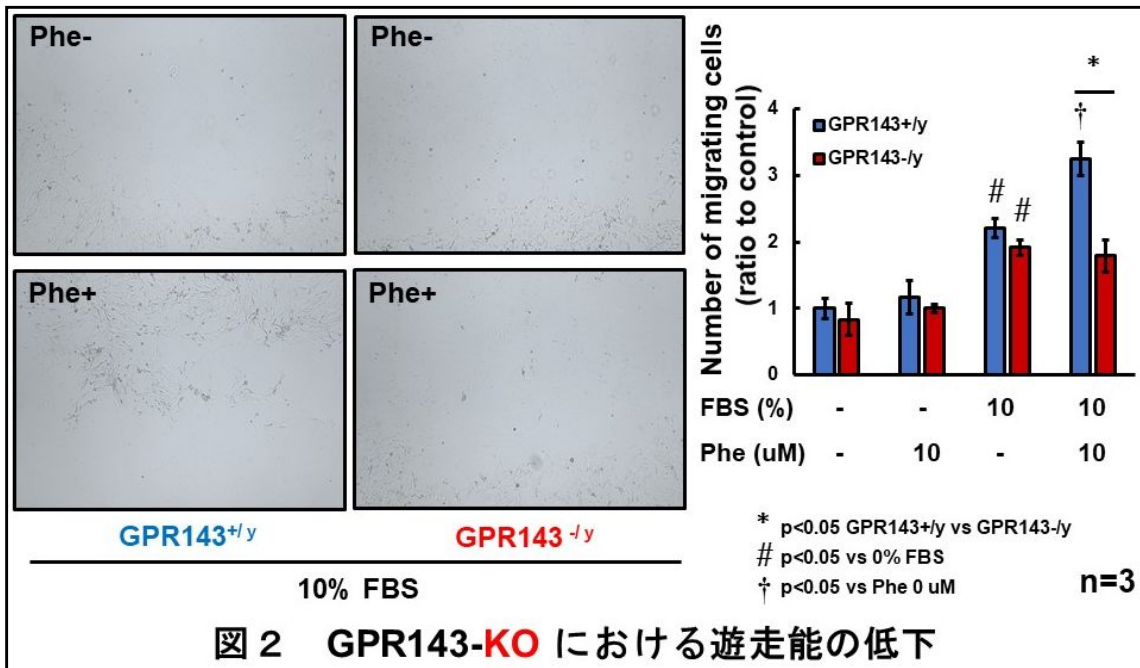 Phe-
Phe-
Phe+
Phe+
GPR143+/ y
GPR143 -/ y
10% FBS
Number of migrating cells
(ratio to control)
4
3
2
1
0
GPR143+/y
GPR143-/y
#
#
†
*
FBS (%) - - 10 10
Phe (uM) - 10 - 10
* p<0.05 GPR143+/y vs GPR143-/y
# p<0.05 vs 0% FBS
† p<0.05 vs Phe 0 uM
n=3
図２ GPR143-KO における遊走能の低下